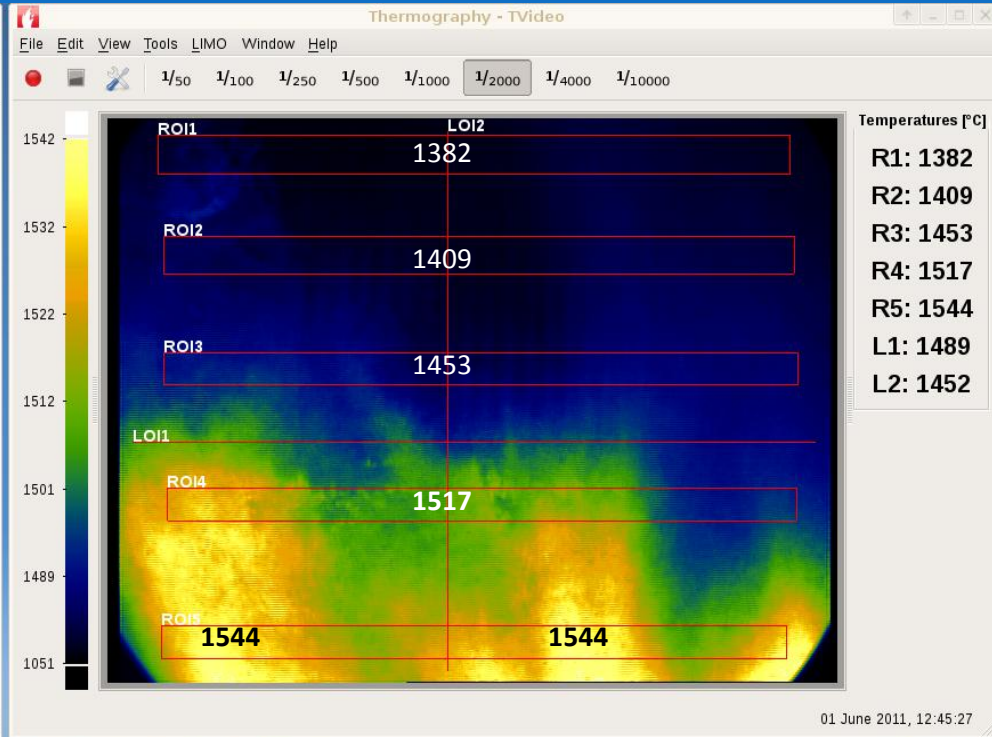 Thermography - TVideo
File Edit View Tools LIMO Window Help
1/50 1/100 1/250 1/500 1/1000 1/2000 1/4000 1/10000
1542
1532
1522
1512
1501
1489
1051
ROI1 LOI2
1382
ROI2
1409
ROI3
1453
LOI1
ROI4
1517
ROI5
1544 1544
Temperatures [°C]
R1: 1382
R2: 1409
R3: 1453
R4: 1517
R5: 1544
L1: 1489
L2: 1452
01 June 2011, 12:45:27